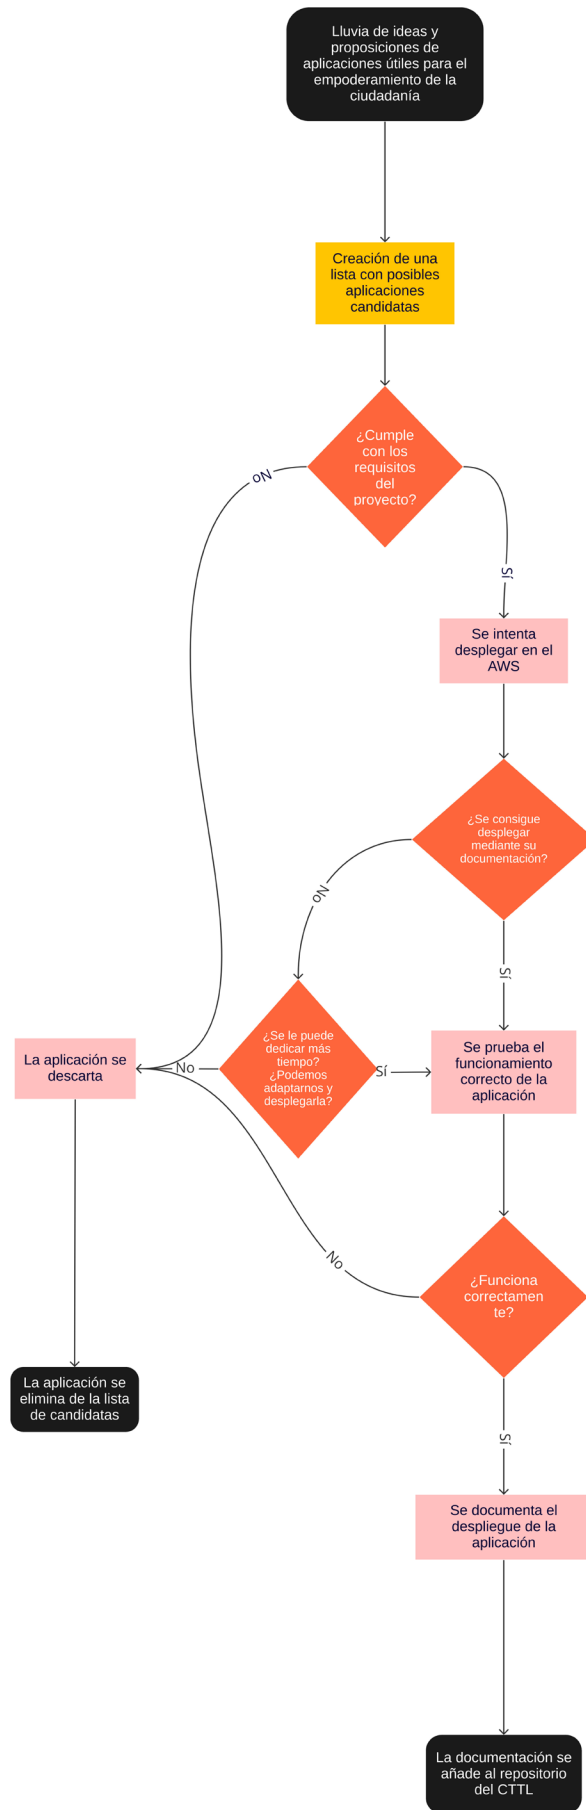 Lluvia de ideas y
proposiciones de
aplicaciones útiles para el
empoderamiento de la
ciudadanía
Creación de una
lista con posibles
aplicaciones
candidatas
¿Cumple
con los
requisitos
del
proyecto?
No
Sí
Se intenta
desplegar en el
AWS
¿Se consigue
desplegar
mediante su
documentación?
No
Sí
¿Se le puede
dedicar más
tiempo?
¿Podemos
adaptarnos y
desplegarla?
No
Sí
La aplicación se
descarta
Se prueba el
funcionamiento
correcto de la
aplicación
No
¿Funciona
correctamen
te?
La aplicación se
elimina de la lista
de candidatas
Sí
Se documenta el
despliegue de la
aplicación
La documentación se
añade al repositorio
del CTTL